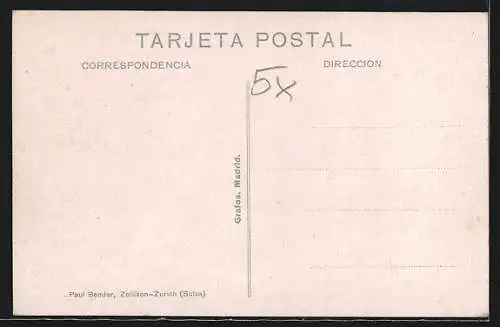 TARJETA POSTAL
CORRESPONDENCIA
DIRECCION
5x
Grafos. Madrid.
Paul Bender, Zollikon-Zurich (Suiza)